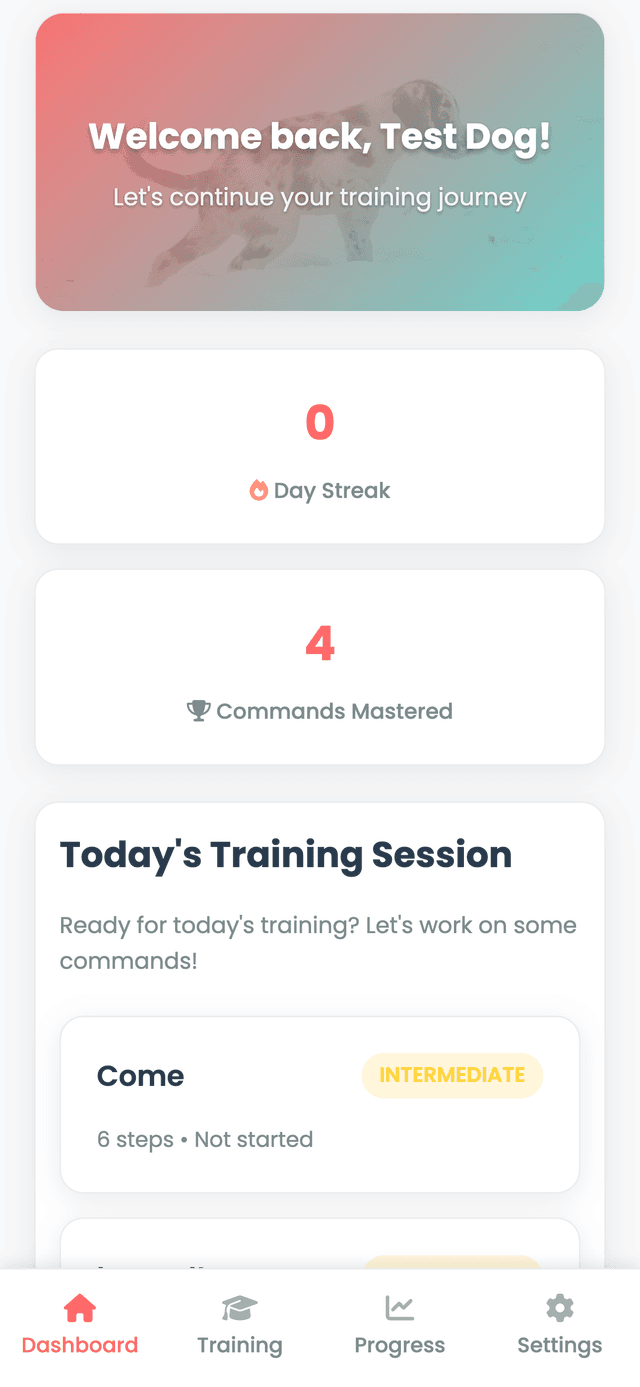 Welcome back, Test Dog!
Let's continue your training journey
0
Day Streak
4
Commands Mastered
Today's Training Session
Ready for today's training? Let's work on some
commands!
Come
INTERMEDIATE
6 steps • Not started
Dashboard
Training
Progress
Settings